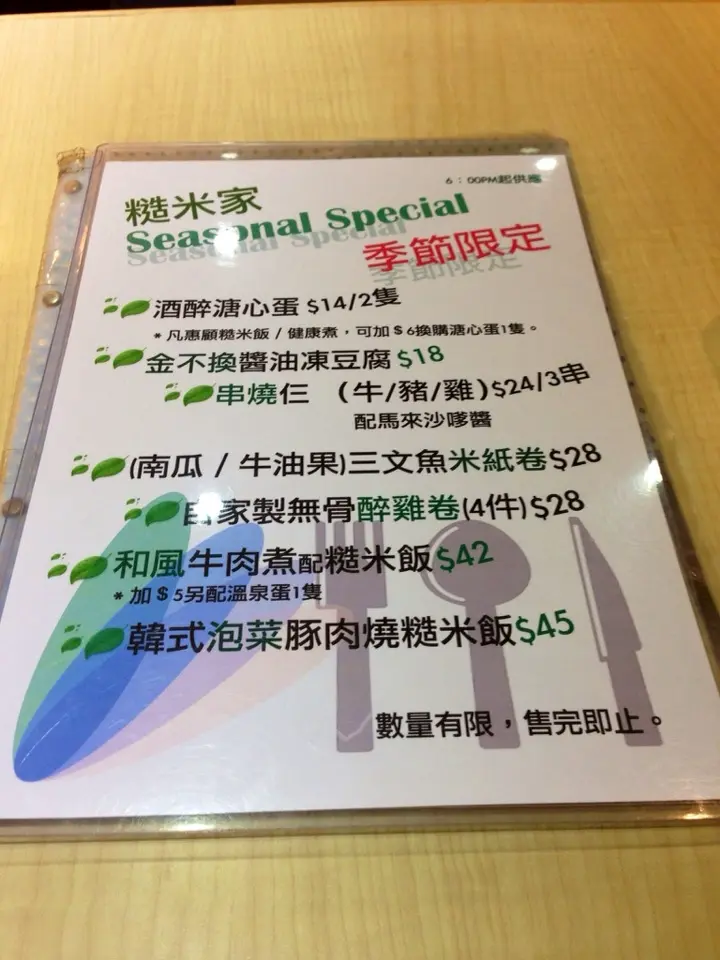 6：00PM起供應
糙米家
Seasonal Special
季節限定
酒醉溏心蛋 $14/2隻
* 凡惠顧糙米飯 / 健康煮，可加 $ 6換購溏心蛋1隻。
金不換醬油凍豆腐 $18
串燒仨 (牛/豬/雞)$24/3串
配馬來沙嗲醬
(南瓜 / 牛油果)三文魚米紙卷$28
自家製無骨醉雞卷(4件)$28
和風牛肉煮配糙米飯$42
* 加 $ 5另配溫泉蛋1隻
韓式泡菜豚肉燒糙米飯$45
數量有限，售完即止。